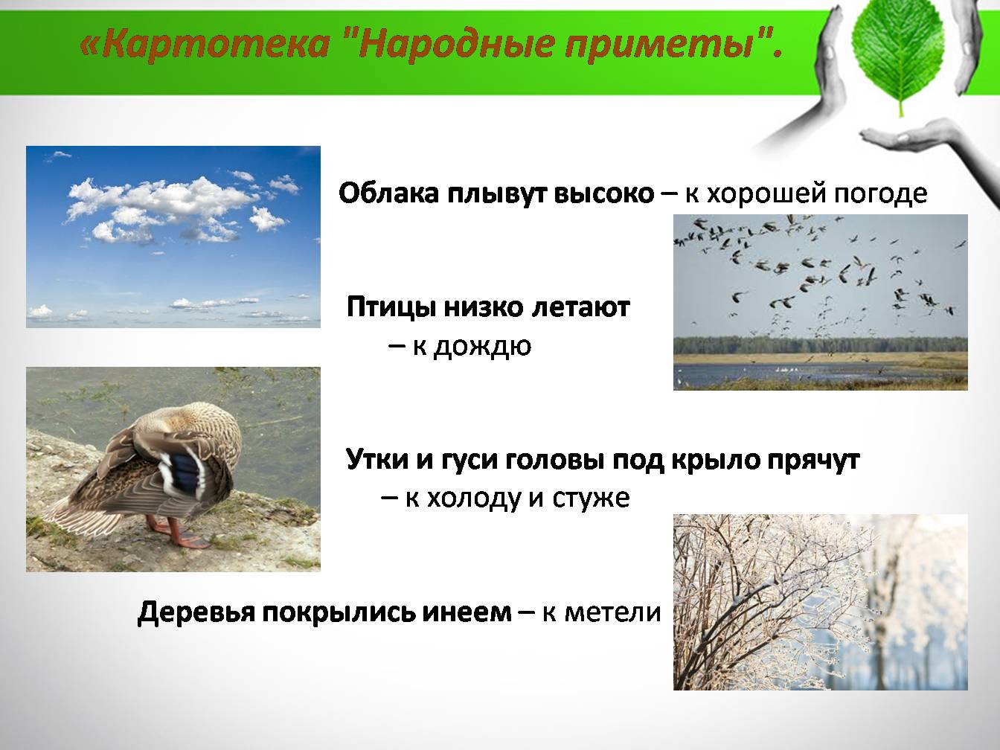 «Картотека "Народные приметы".
Облака плывут высоко – к хорошей погоде
Птицы низко летают
– к дождю
Утки и гуси головы под крыло прячут
– к холоду и стуже
Деревья покрылись инеем – к метели